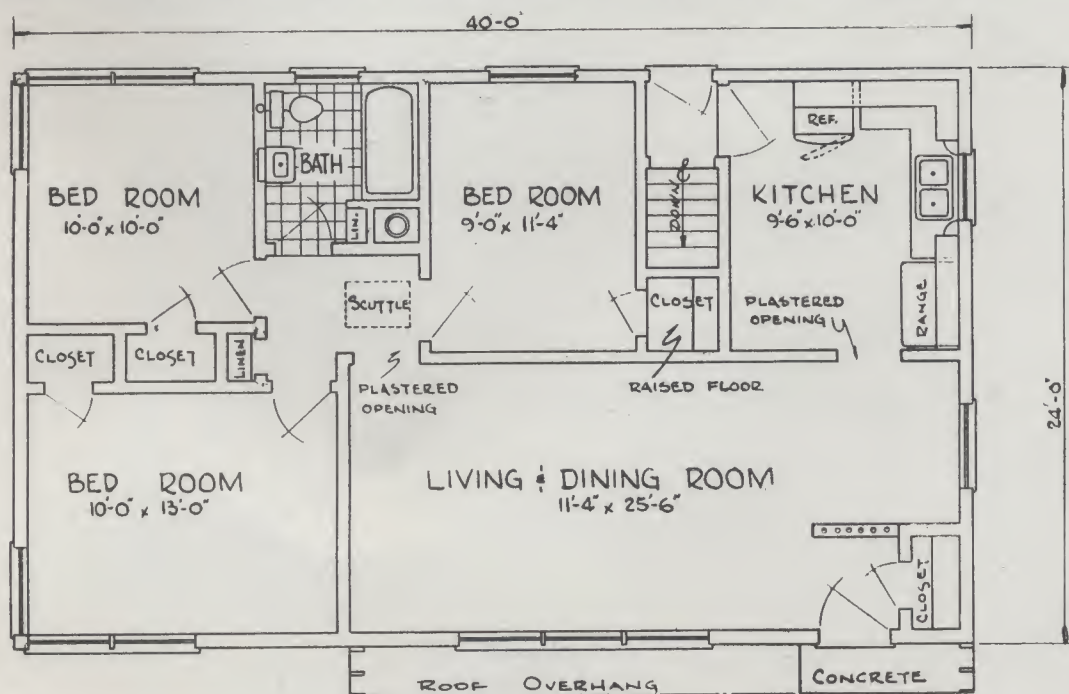 40'-0"
REF.
BATH
BED ROOM
10'-0" x 10'-0"
BED ROOM
9'-0" x 11'-4"
DOWN
KITCHEN
9'-6" x 10'-0"
LIN.
SCUTTLE
CLOSET
PLASTERED
OPENING
RANGE
CLOSET
CLOSET
LINEN
PLASTERED
OPENING
RAISED FLOOR
24'-0"
BED ROOM
10'-0" x 13'-0"
LIVING & DINING ROOM
11'-4" x 25'-6"
CLOSET
ROOF OVERHANG
CONCRETE